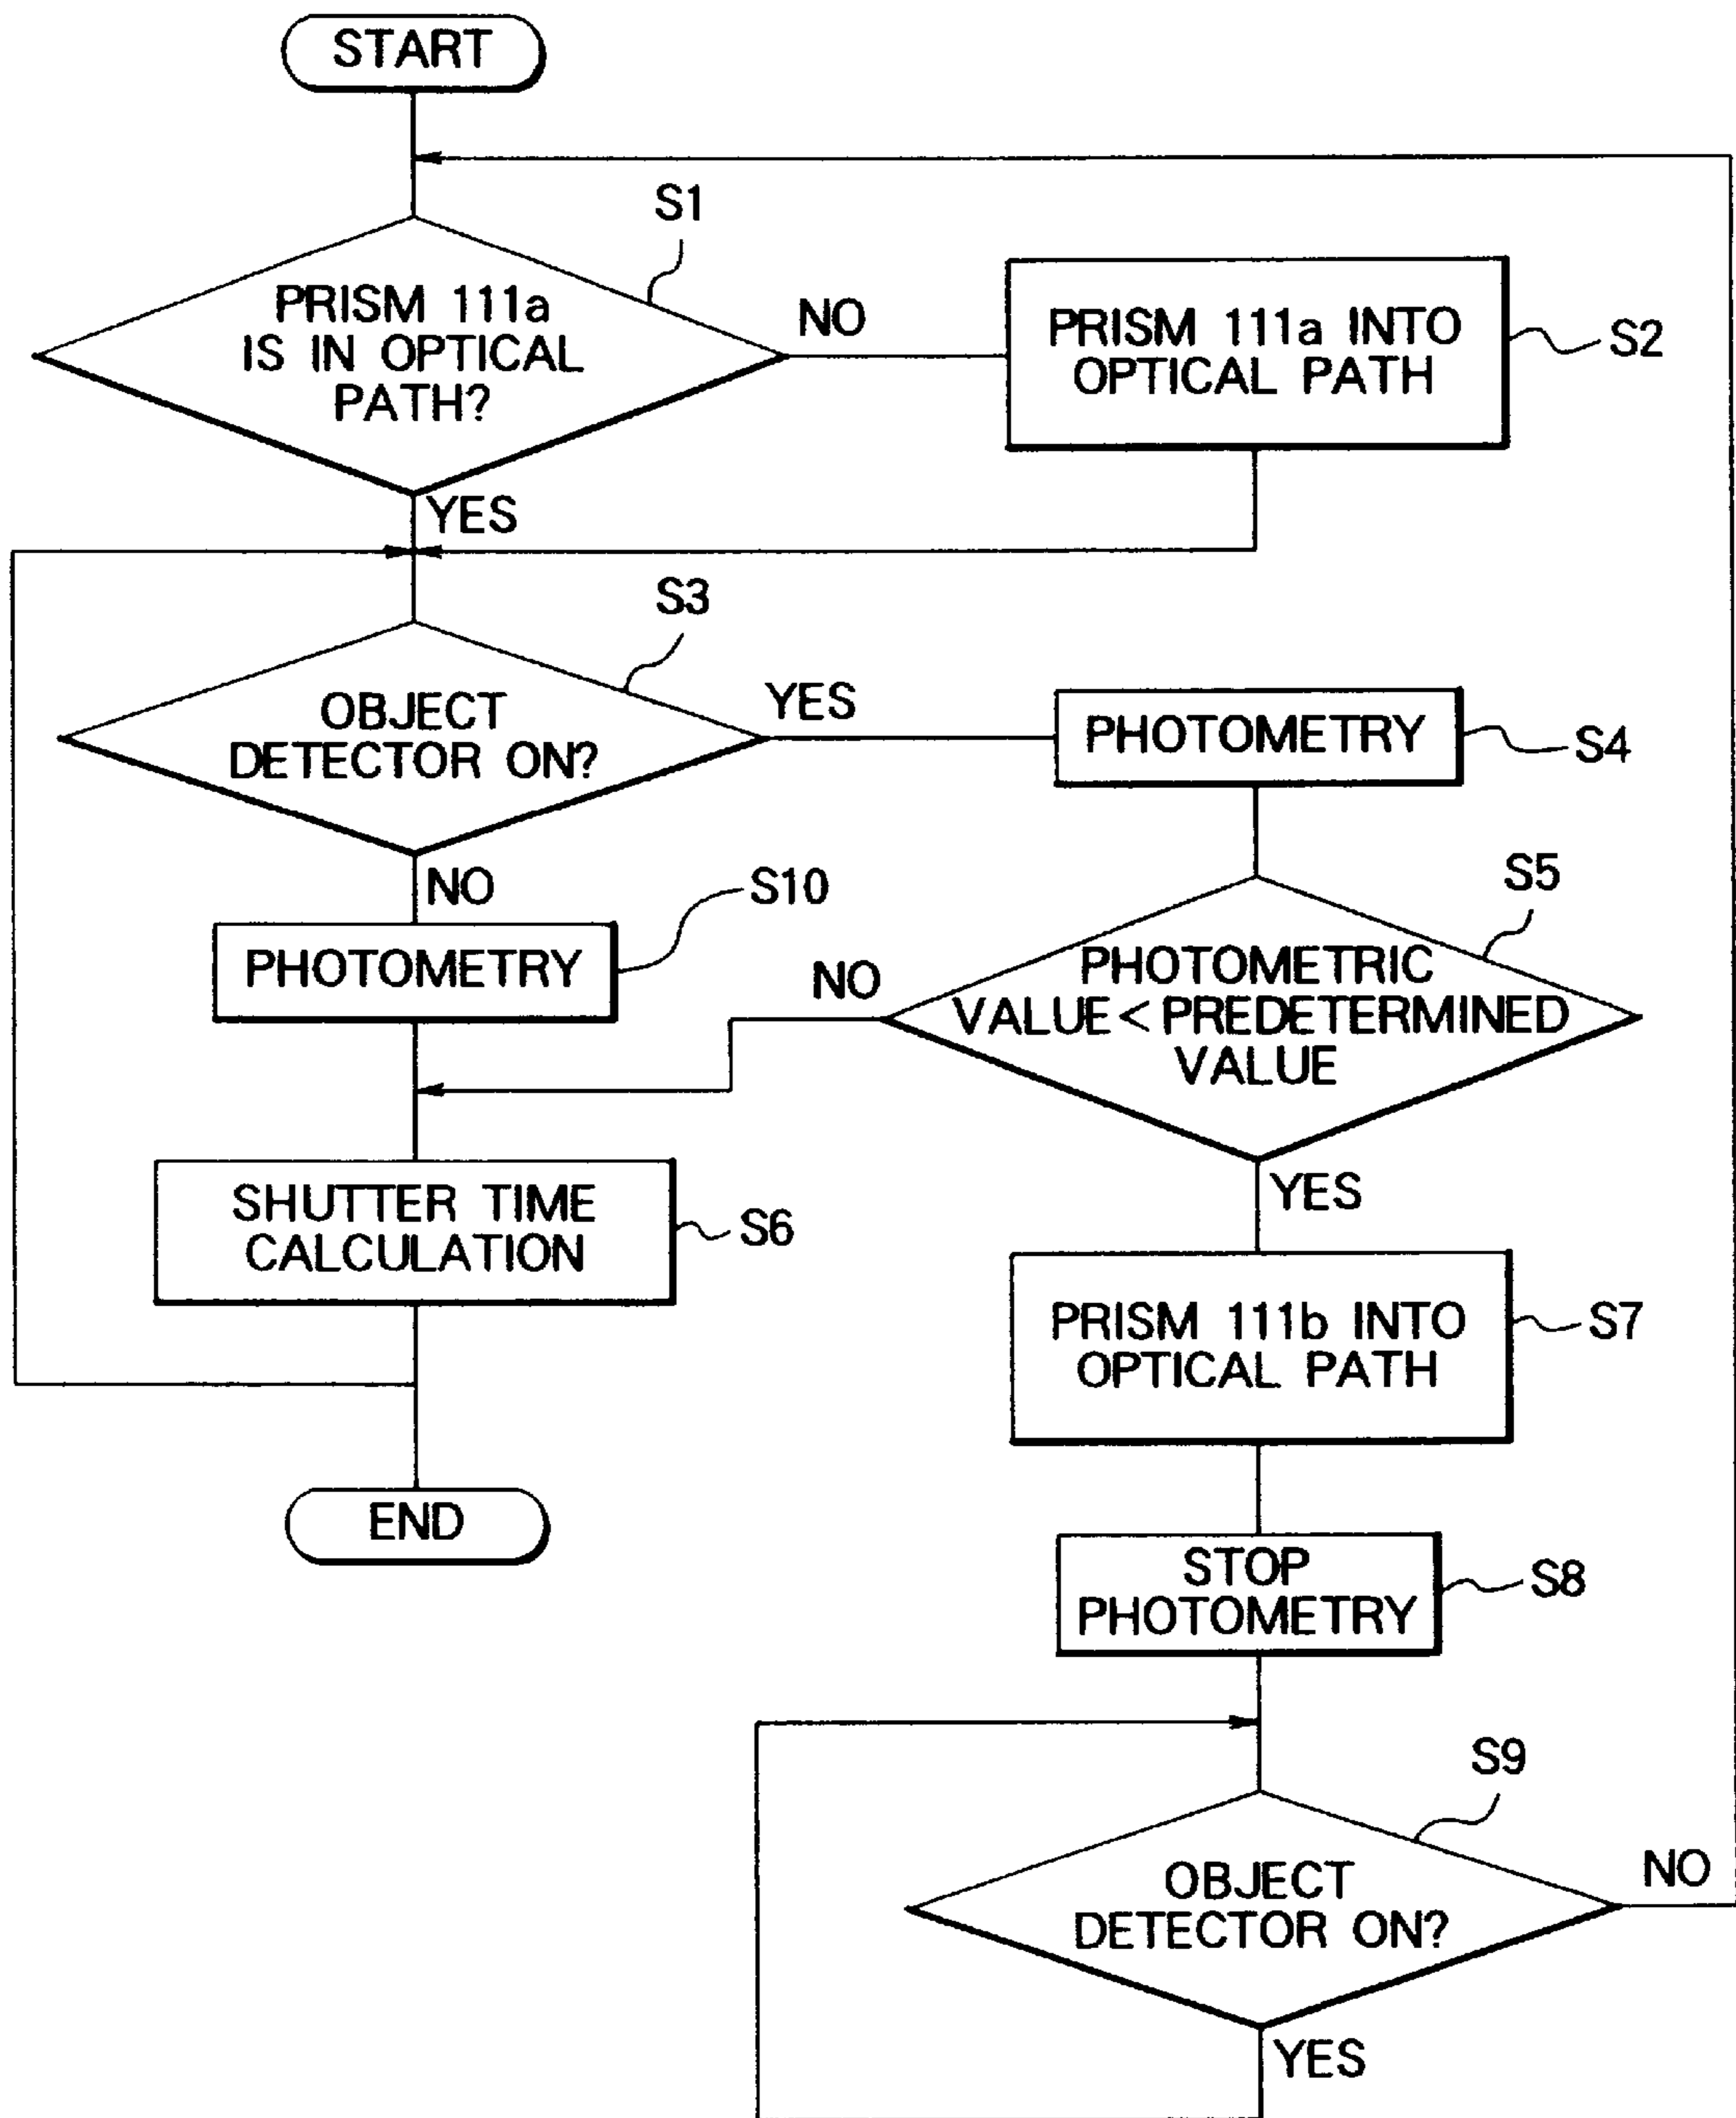 START
S1
PRISM 111a
IS IN OPTICAL
PATH?
NO
PRISM 111a INTO
OPTICAL PATH
S2
YES
S3
OBJECT
DETECTOR ON?
YES
PHOTOMETRY
S4
NO
PHOTOMETRY
S10
S5
PHOTOMETRIC
VALUE < PREDETERMINED
VALUE
NO
YES
SHUTTER TIME
CALCULATION
S6
PRISM 111b INTO
OPTICAL PATH
S7
END
STOP
PHOTOMETRY
S8
S9
OBJECT
DETECTOR ON?
NO
YES